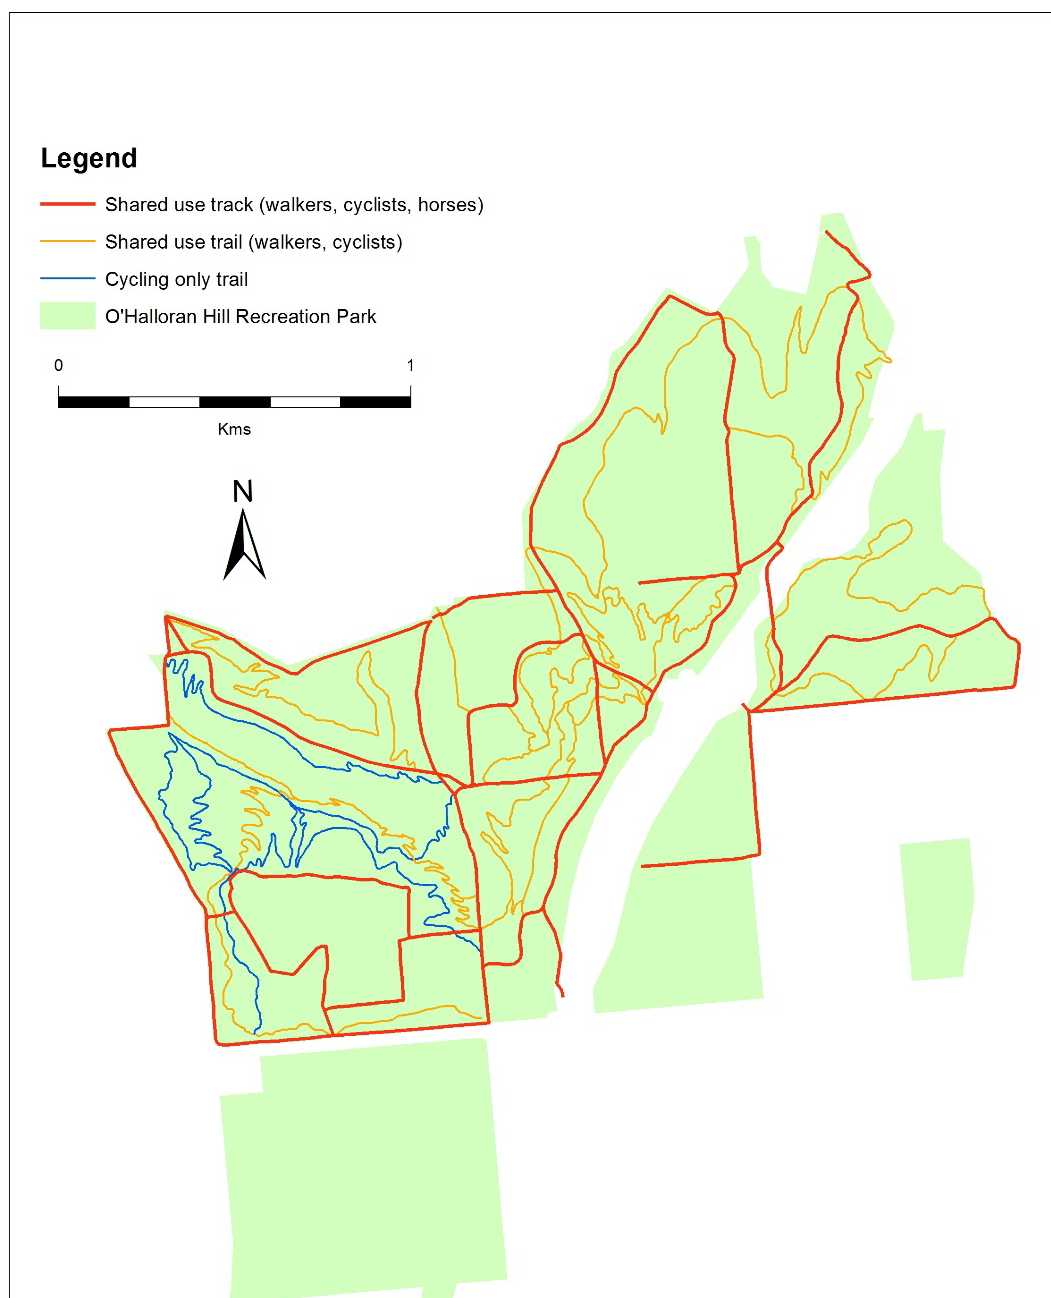 Legend
Shared use track (walkers, cyclists, horses)
Shared use trail (walkers, cyclists)
Cycling only trail
O'Halloran Hill Recreation Park
0 1
Kms
N